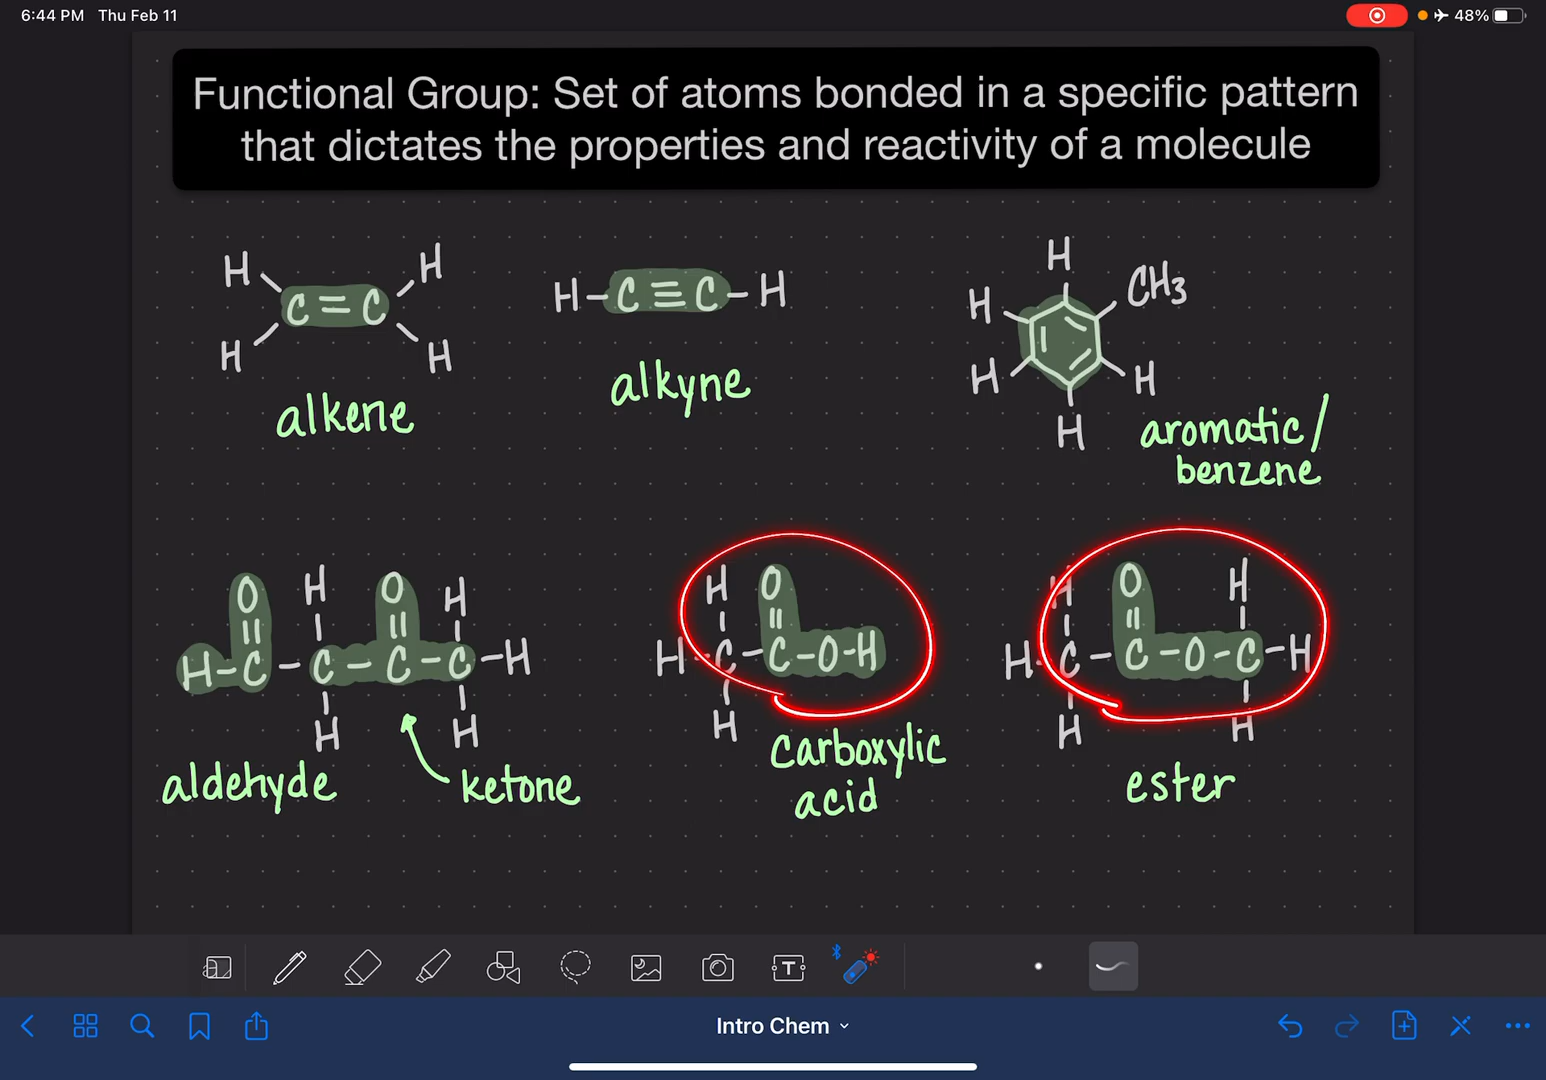 6:44 PM Thu Feb 11
48%
Functional Group: Set of atoms bonded in a specific pattern
that dictates the properties and reactivity of a molecule
H H
C=C
H H
alkene
H-C≡C-H
alkyne
H
H CH₃
H H
H
aromatic/
benzene
O H O H
H-C-C-C-C-H
H H
aldehyde
ketone
H O
H-C-C-O-H
H
Carboxylic
acid
H O H
H-C-C-O-C-H
H H
ester
T
Intro Chem